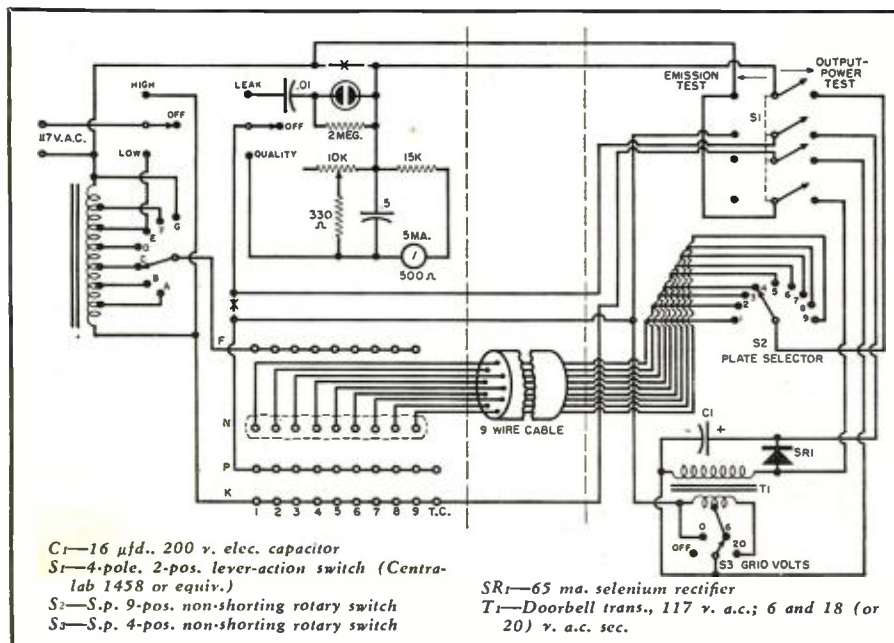 HIGH
LEAK
.01
OFF
117 V.A.C.
LOW
OFF
2 MEG.
QUALITY
10K
15K
330 Ω
.5
5MA.
500 Ω
G
F
E
D
C
B
A
EMISSION TEST
OUTPUT-POWER TEST
S1
1 2 3 4 5 6 7 8 9
S2
PLATE SELECTOR
F
N
P
K
1 2 3 4 5 6 7 8 9 T.C.
9 WIRE CABLE
C1
- +
SR1
T1
0 6 20
OFF
S3 GRID VOLTS
C1—16 µfd., 200 v. elec. capacitor
S1—4-pole, 2-pos. lever-action switch (Centra-
lab 1458 or equiv.)
S2—S.p. 9-pos. non-shorting rotary switch
S3—S.p. 4-pos. non-shorting rotary switch
SR1—65 ma. selenium rectifier
T1—Doorbell trans., 117 v. a.c.; 6 and 18 (or
20) v. a.c. sec.